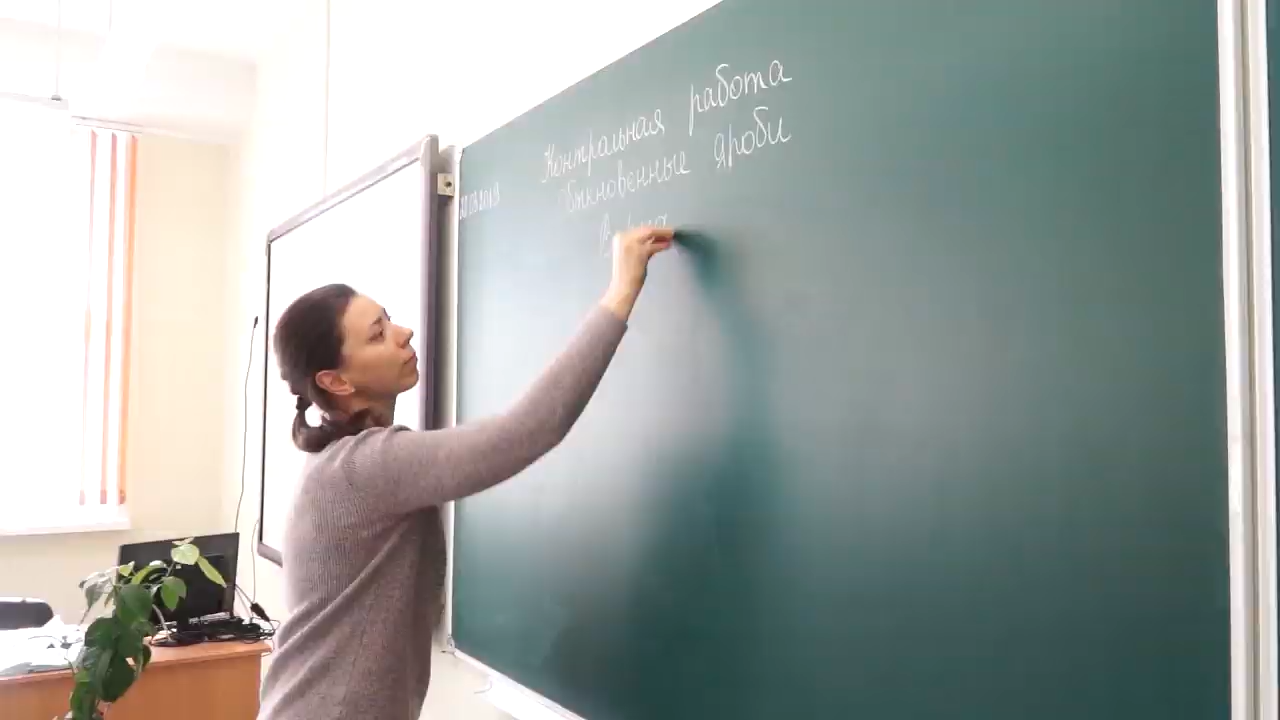 Контрольная работа
Обыкновенные дроби